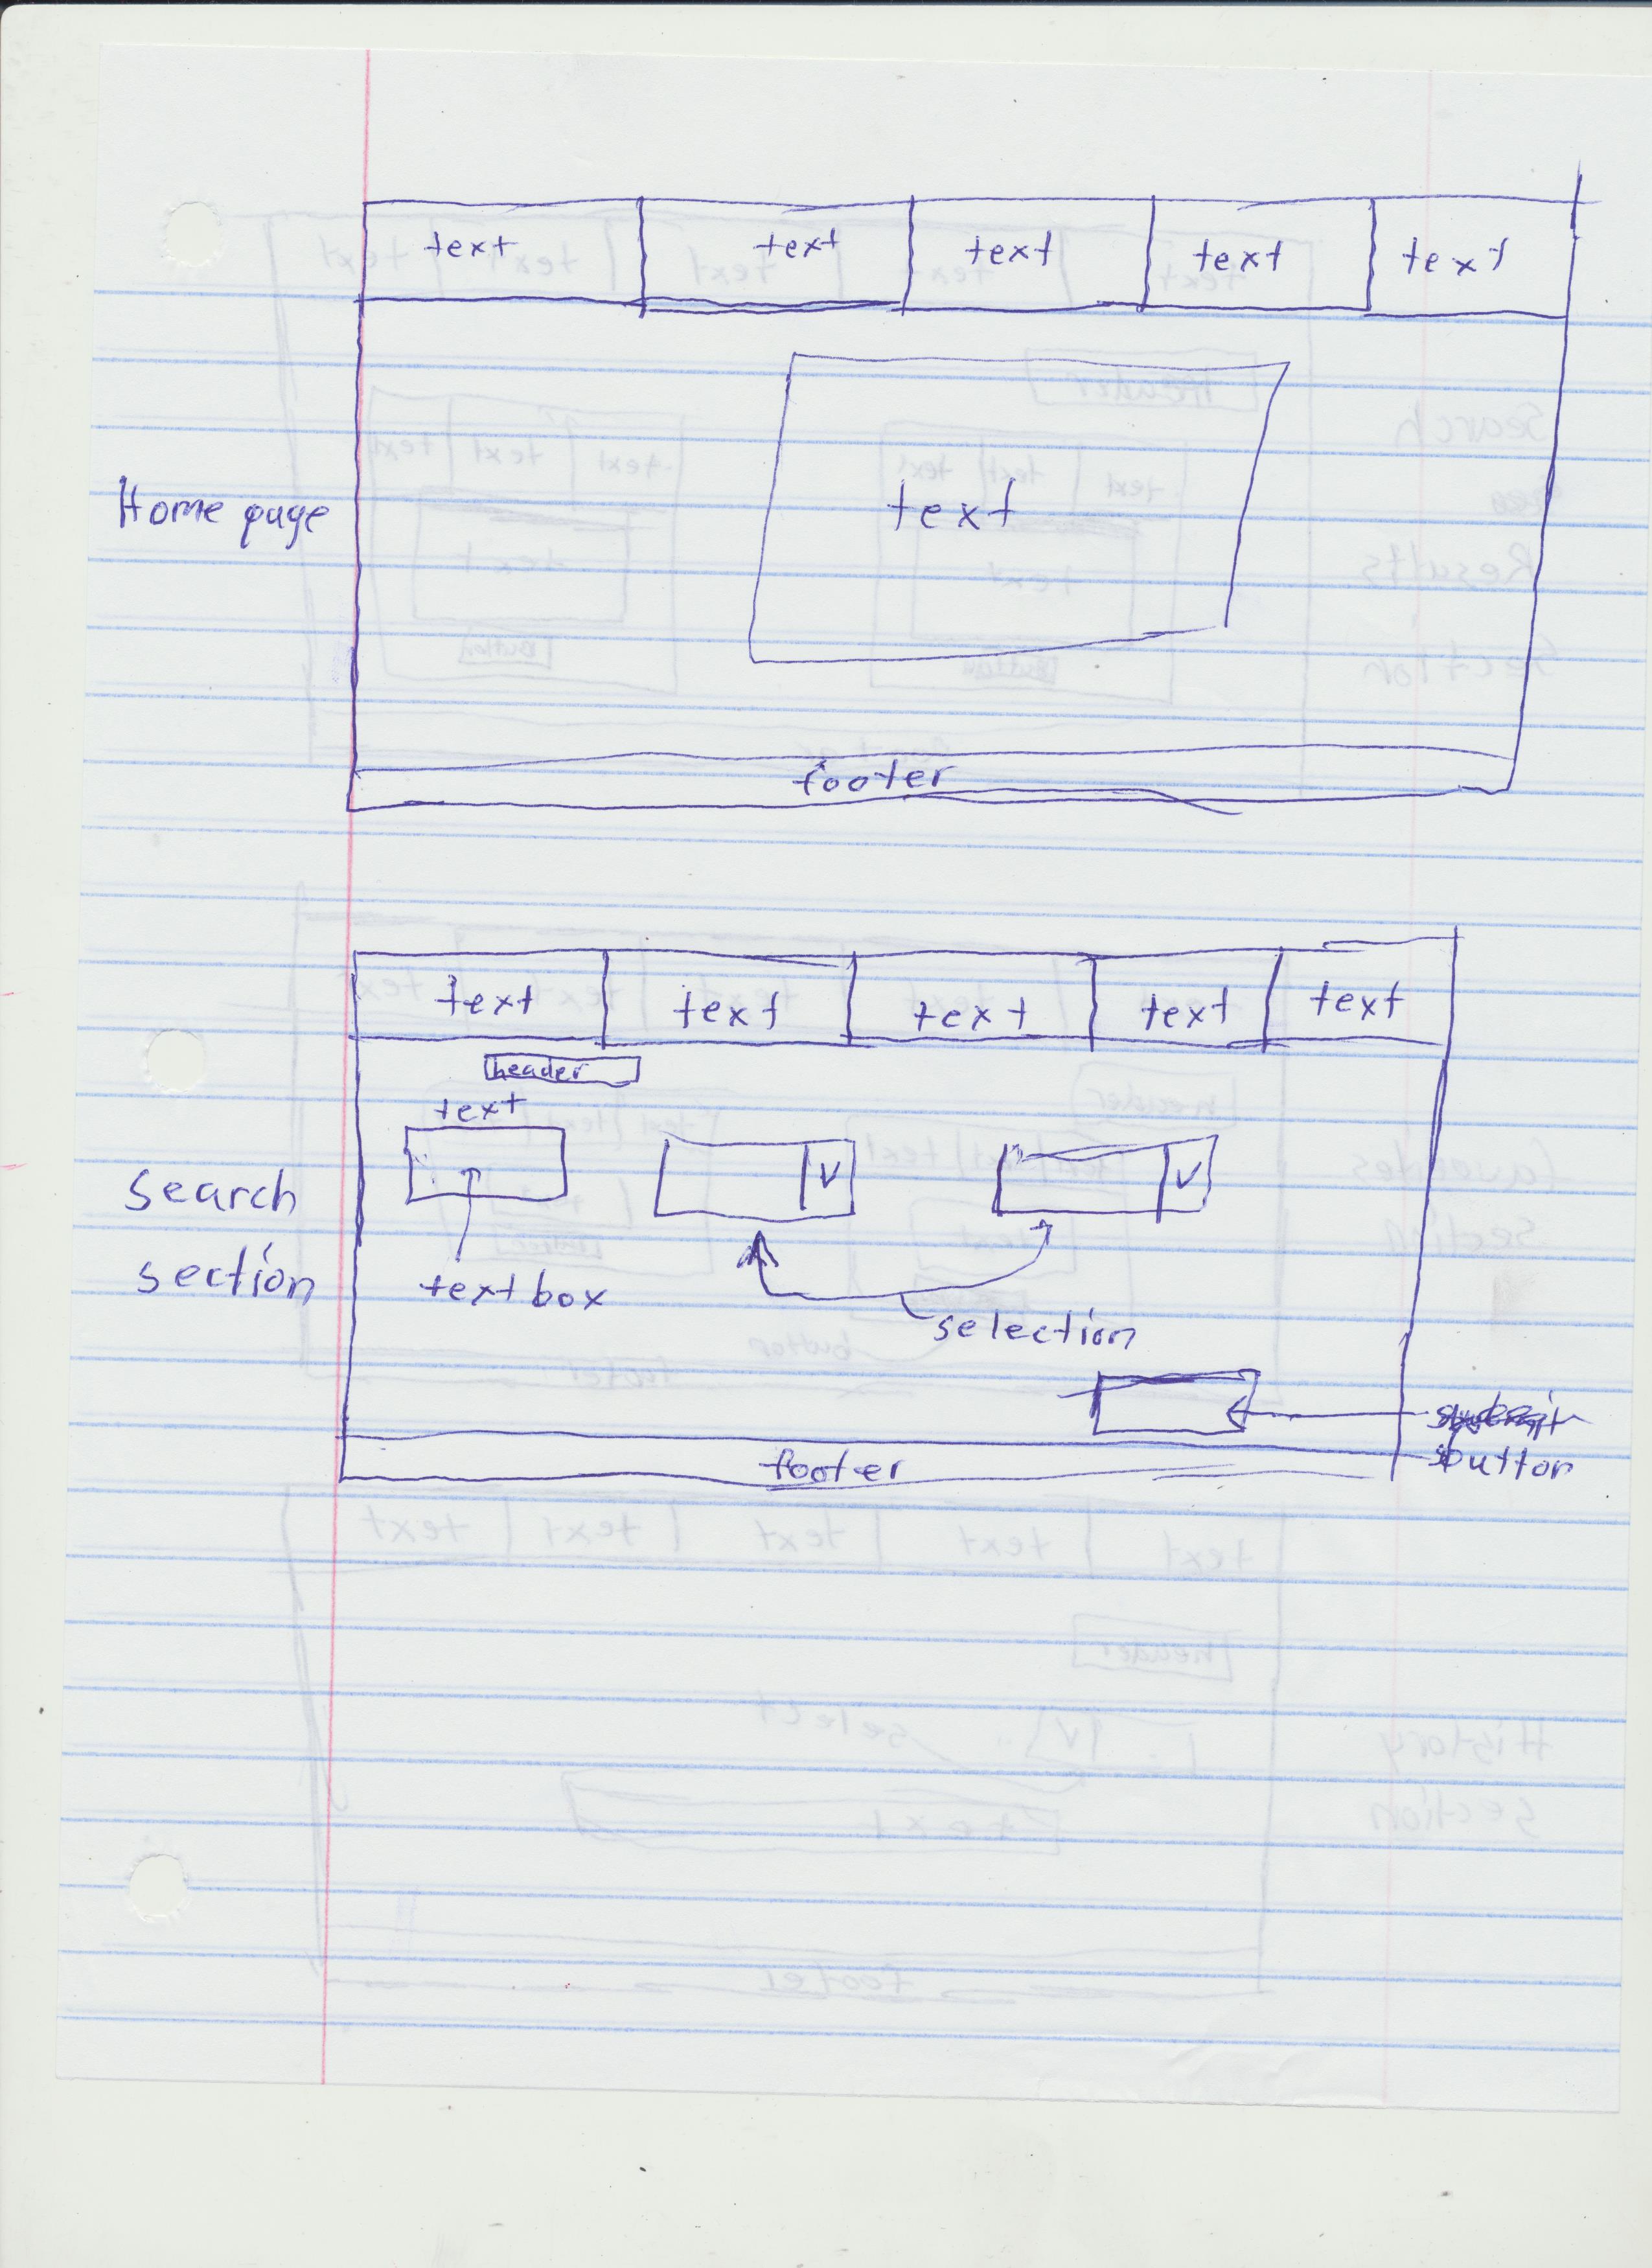 text text text text text
text
Home page
footer
text text text text text
header
text
V V
search
section
text box
selection
button
footer